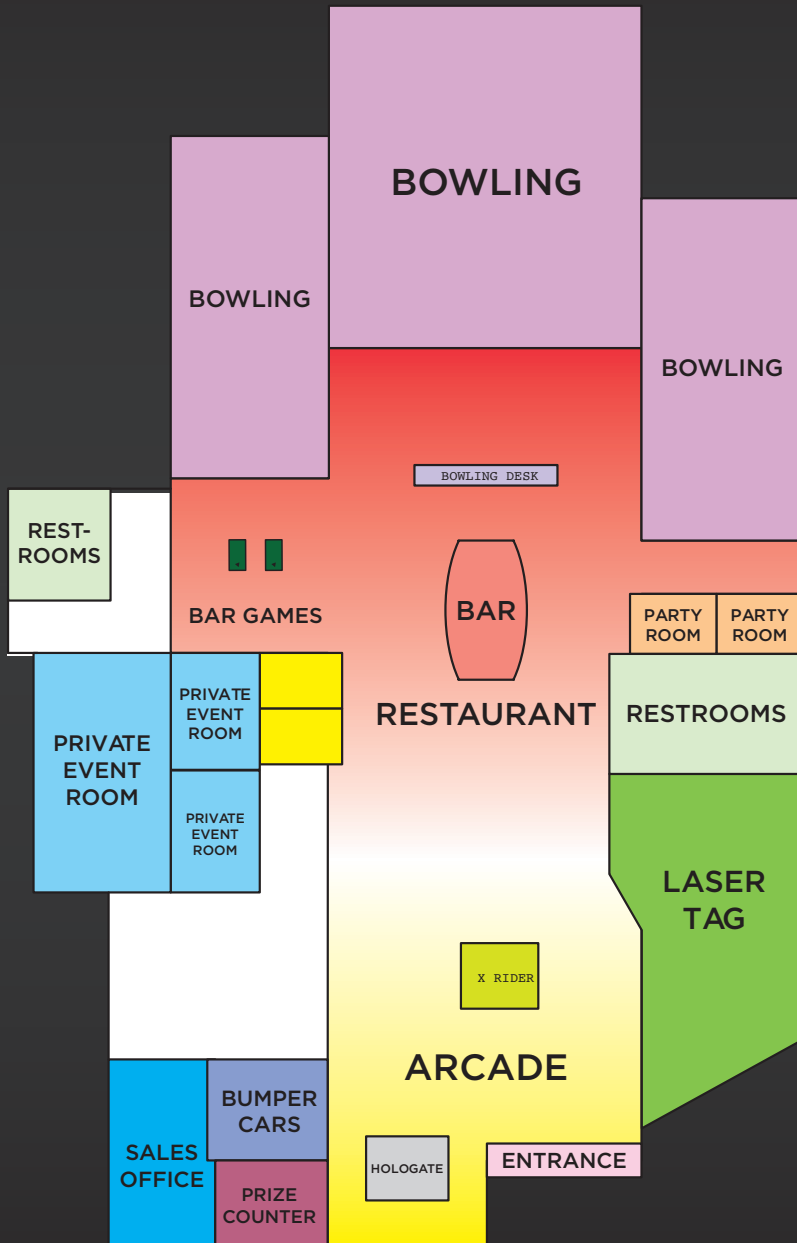 BOWLING
BOWLING
BOWLING
BOWLING DESK
REST-
ROOMS
BAR GAMES
BAR
PARTY
ROOM
PARTY
ROOM
RESTAURANT
RESTROOMS
PRIVATE
EVENT
ROOM
PRIVATE
EVENT
ROOM
PRIVATE
EVENT
ROOM
LASER
TAG
X RIDER
ARCADE
BUMPER
CARS
SALES
OFFICE
PRIZE
COUNTER
HOLOGATE
ENTRANCE